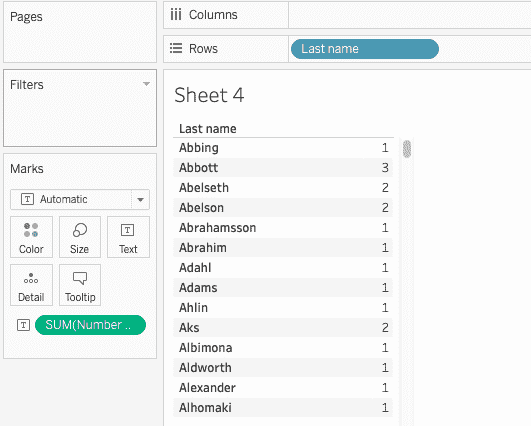 Pages
Columns
Rows Last name
Filters
Sheet 4
Last name
Abbing 1
Abbott 3
Abelseth 2
Abelson 2
Abrahamsson 1
Abrahim 1
Adahl 1
Adams 1
Ahlin 1
Aks 2
Albimona 1
Aldworth 1
Alexander 1
Alhomaki 1
Marks
T Automatic
T
Color Size Text
Detail Tooltip
T SUM(Number ..